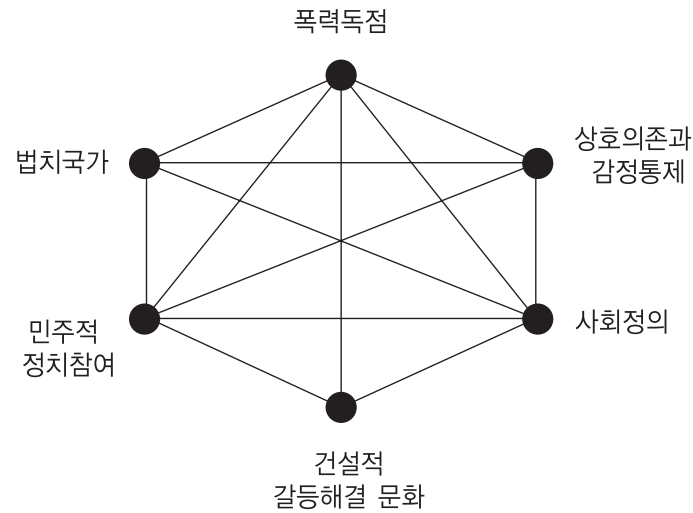 폭력독점
법치국가
상호의존과
감정통제
민주적
정치참여
사회정의
건설적
갈등해결 문화